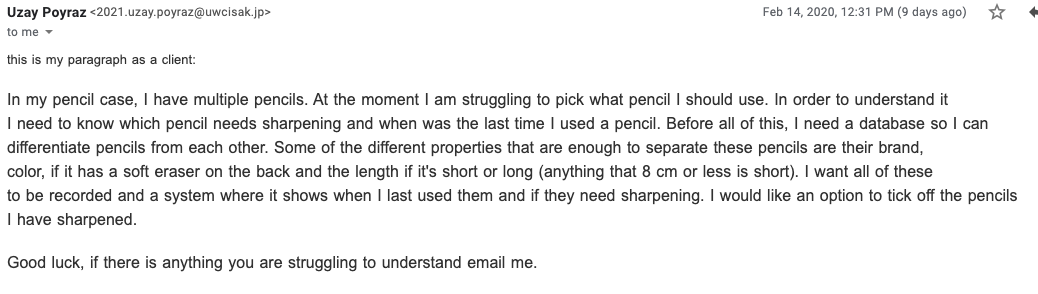 Uzay Poyraz <2021.uzay.poyraz@uwcisak.jp> Feb 14, 2020, 12:31 PM (9 days ago)
to me
this is my paragraph as a client:
In my pencil case, I have multiple pencils. At the moment I am struggling to pick what pencil I should use. In order to understand it
I need to know which pencil needs sharpening and when was the last time I used a pencil. Before all of this, I need a database so I can
differentiate pencils from each other. Some of the different properties that are enough to separate these pencils are their brand,
color, if it has a soft eraser on the back and the length if it's short or long (anything that 8 cm or less is short). I want all of these
to be recorded and a system where it shows when I last used them and if they need sharpening. I would like an option to tick off the pencils
I have sharpened.
Good luck, if there is anything you are struggling to understand email me.